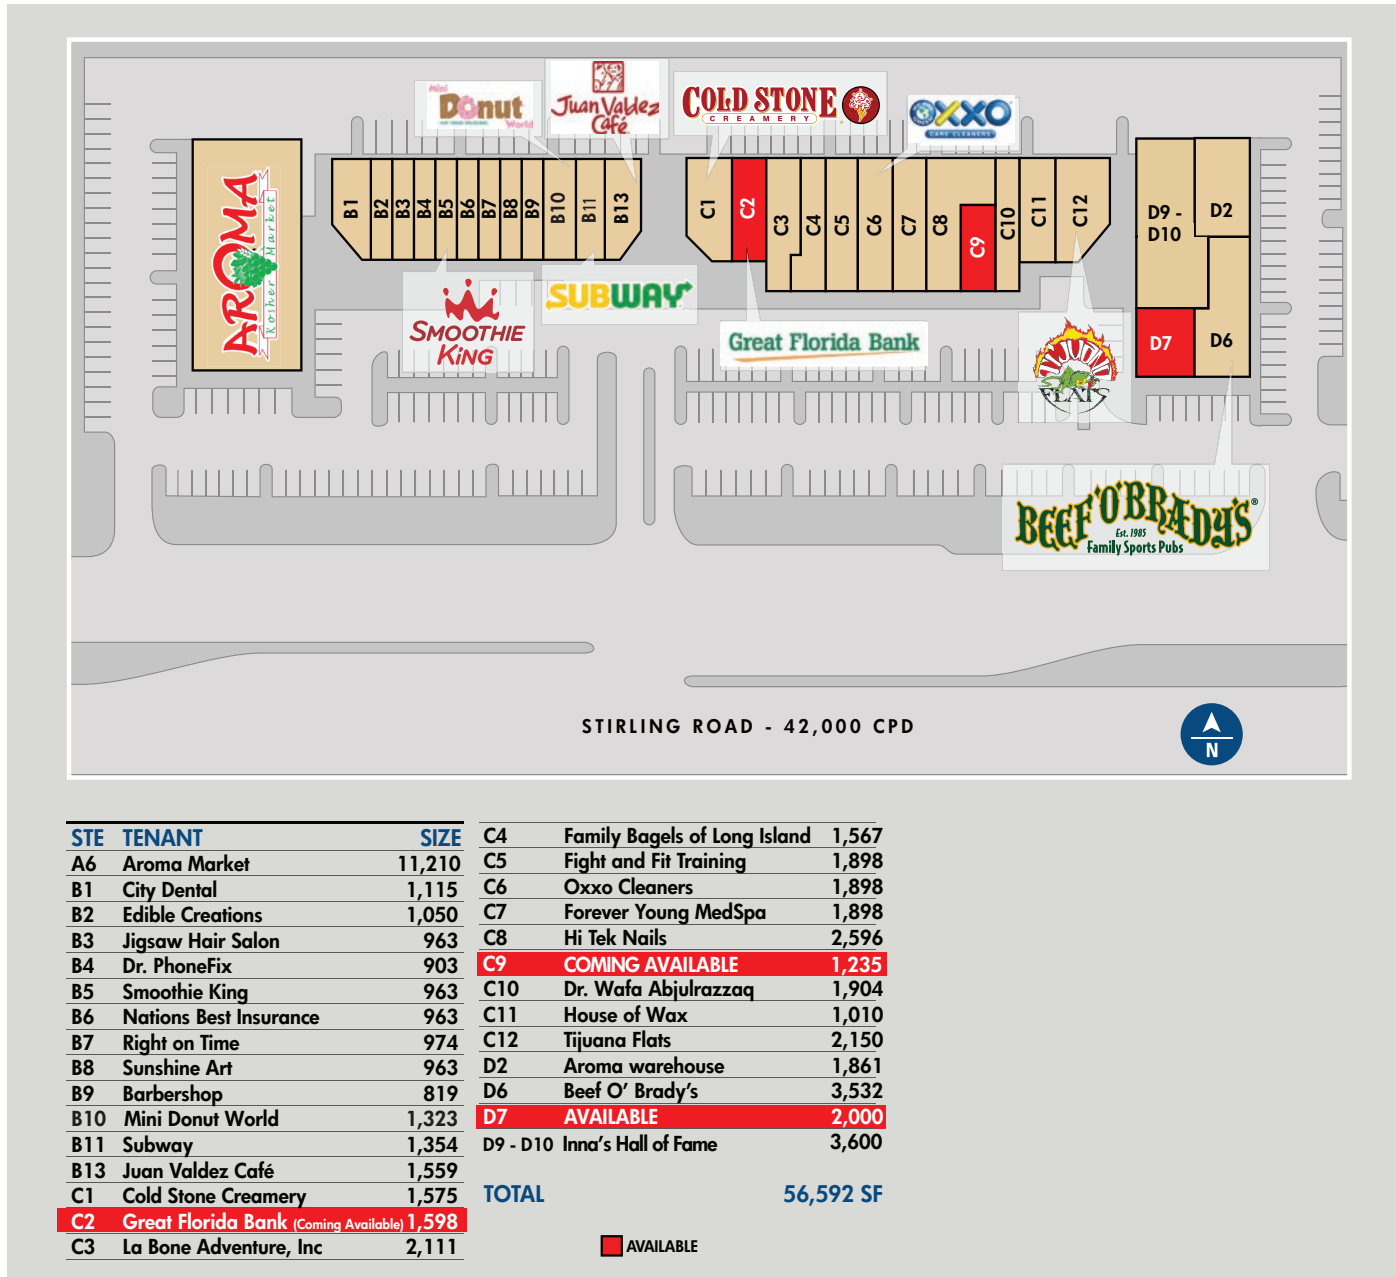 Mini
Donut
World
Juan Valdez
Café
COLD STONE
CREAMERY
OXXO
CARE CLEANERS
AROMA
Kosher Market
B1
B2
B3
B4
B5
B6
B7
B8
B9
B10
B11
B13
C1
C2
C3
C4
C5
C6
C7
C8
C9
C10
C11
C12
D9 -
D10
D2
D7
D6
SMOOTHIE
KING
SUBWAY
Great Florida Bank
TIJUANA
FLATS
BEEF 'O' BRADY'S®
Est. 1985
Family Sports Pubs
STIRLING ROAD - 42,000 CPD
N
STE TENANT SIZE
A6 Aroma Market 11,210
B1 City Dental 1,115
B2 Edible Creations 1,050
B3 Jigsaw Hair Salon 963
B4 Dr. PhoneFix 903
B5 Smoothie King 963
B6 Nations Best Insurance 963
B7 Right on Time 974
B8 Sunshine Art 963
B9 Barbershop 819
B10 Mini Donut World 1,323
B11 Subway 1,354
B13 Juan Valdez Café 1,559
C1 Cold Stone Creamery 1,575
C2 Great Florida Bank (Coming Available) 1,598
C3 La Bone Adventure, Inc 2,111
C4 Family Bagels of Long Island 1,567
C5 Fight and Fit Training 1,898
C6 Oxxo Cleaners 1,898
C7 Forever Young MedSpa 1,898
C8 Hi Tek Nails 2,596
C9 COMING AVAILABLE 1,235
C10 Dr. Wafa Abjulrazzaq 1,904
C11 House of Wax 1,010
C12 Tijuana Flats 2,150
D2 Aroma warehouse 1,861
D6 Beef O' Brady's 3,532
D7 AVAILABLE 2,000
D9 - D10 Inna's Hall of Fame 3,600
TOTAL 56,592 SF
AVAILABLE